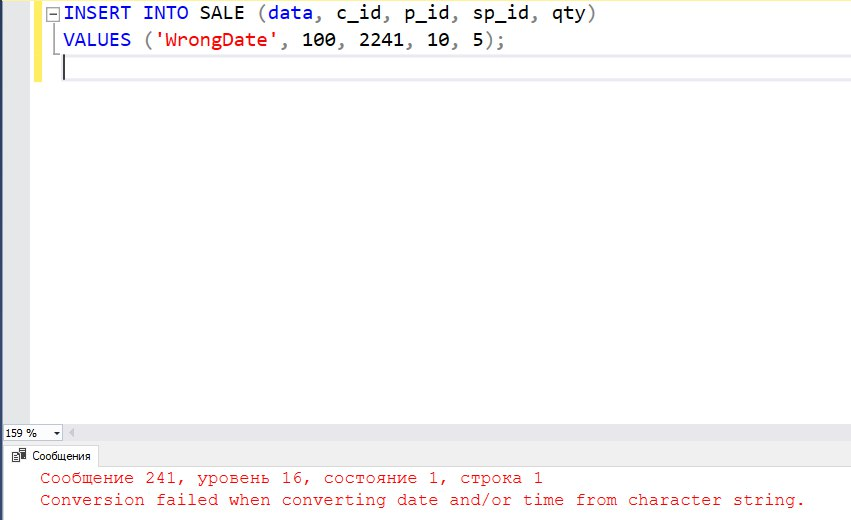 INSERT INTO SALE (data, c_id, p_id, sp_id, qty)
VALUES ('WrongDate', 100, 2241, 10, 5);
159 %
Сообщения
Сообщение 241, уровень 16, состояние 1, строка 1
Conversion failed when converting date and/or time from character string.